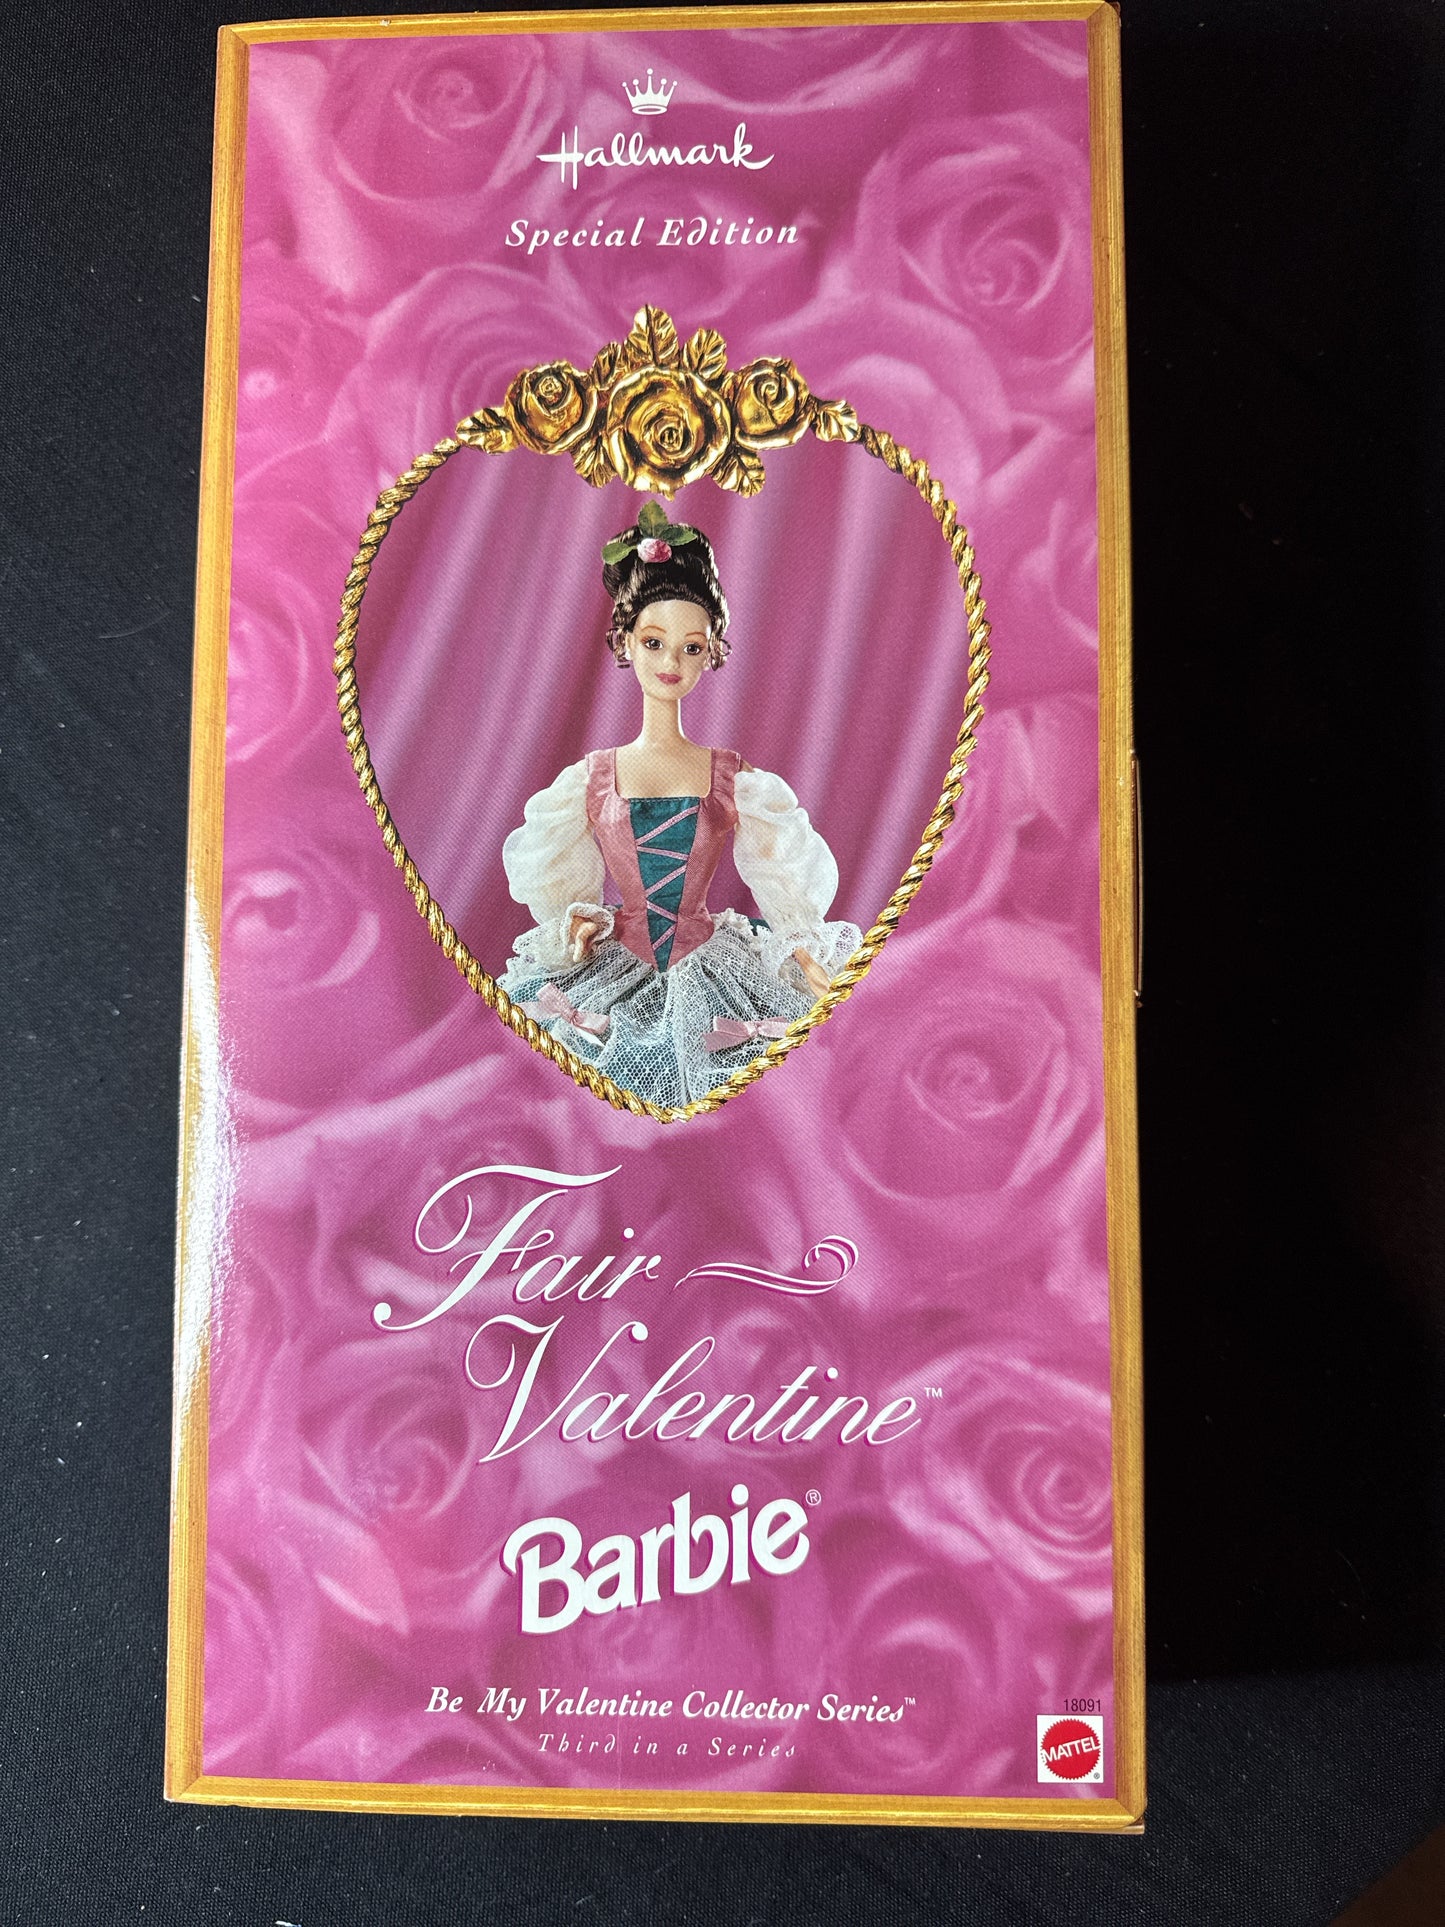 Hallmark
Special Edition
Fair
Valentine™
Barbie®
Be My Valentine Collector Series™
Third in a Series
18091
MATTEL
®